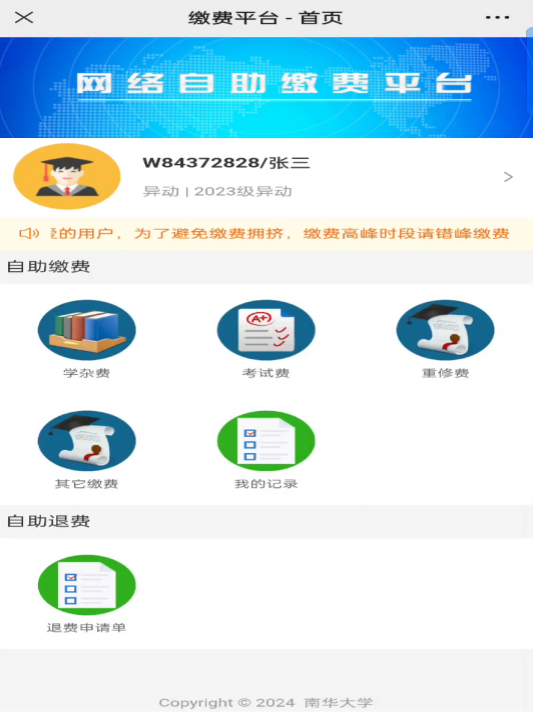 缴费平台 - 首页
网络自助缴费平台
W84372828/张三
异动 | 2023级异动
的用户，为了避免缴费拥挤，缴费高峰时段请错峰缴费
自助缴费
A+
学杂费 考试费 重修费
其它缴费 我的记录
自助退费
退费申请单
Copyright © 2024 南华大学